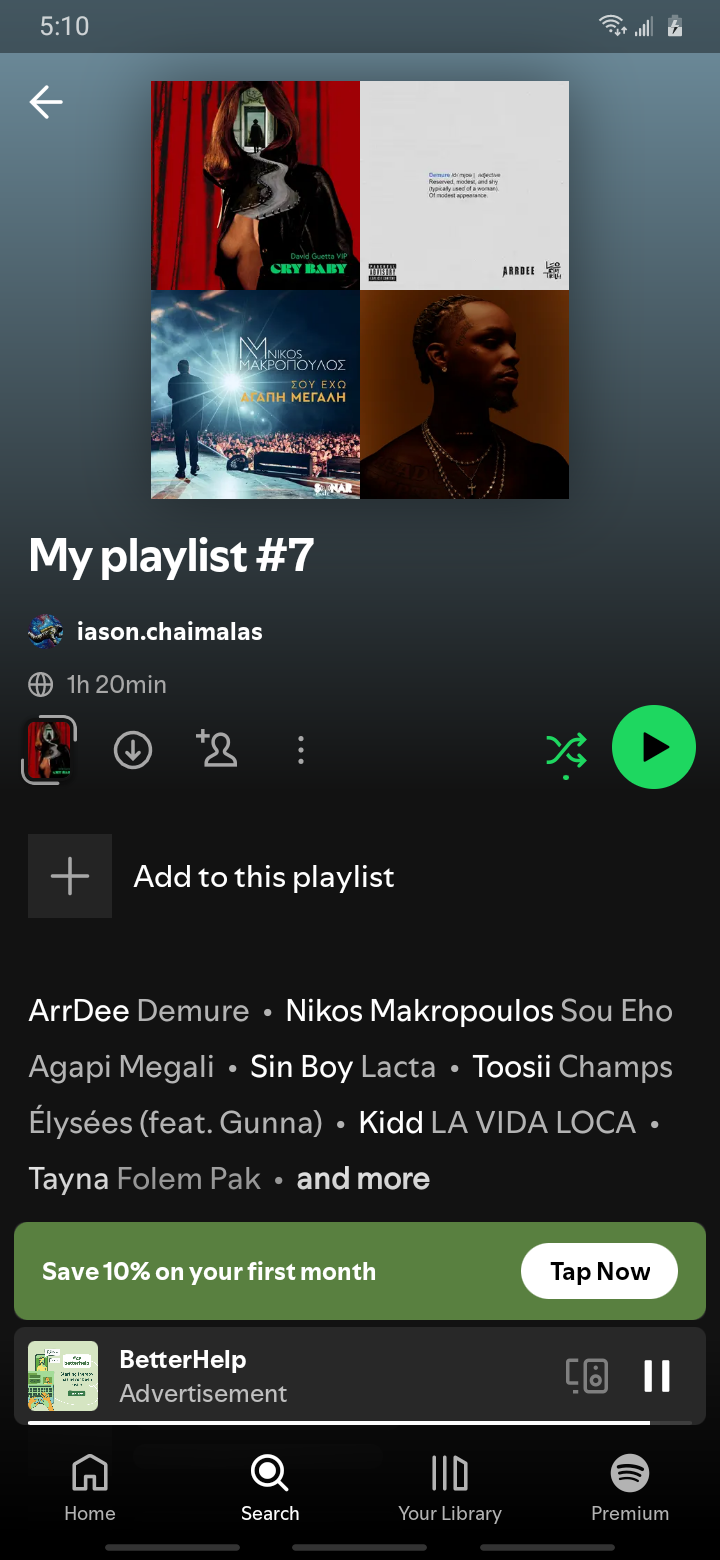 5:10
David Guetta VIP
CRY BABY
Demure /dɪˈmjʊə/ | adjective
Reserved, modest, and shy
(typically used of a woman).
Of modest appearance.
ARRDEE
NIKOS
ΜΑΚΡΟΠΟΥΛΟΣ
ΣΟΥ ΕΧΩ
ΑΓΑΠΗ ΜΕΓΑΛΗ
My playlist #7
iason.chaimalas
1h 20min
Add to this playlist
ArrDee Demure • Nikos Makropoulos Sou Eho
Agapi Megali • Sin Boy Lacta • Toosii Champs
Élysées (feat. Gunna) • Kidd LA VIDA LOCA •
Tayna Folem Pak • and more
Save 10% on your first month
Tap Now
BetterHelp
Advertisement
Home
Search
Your Library
Premium